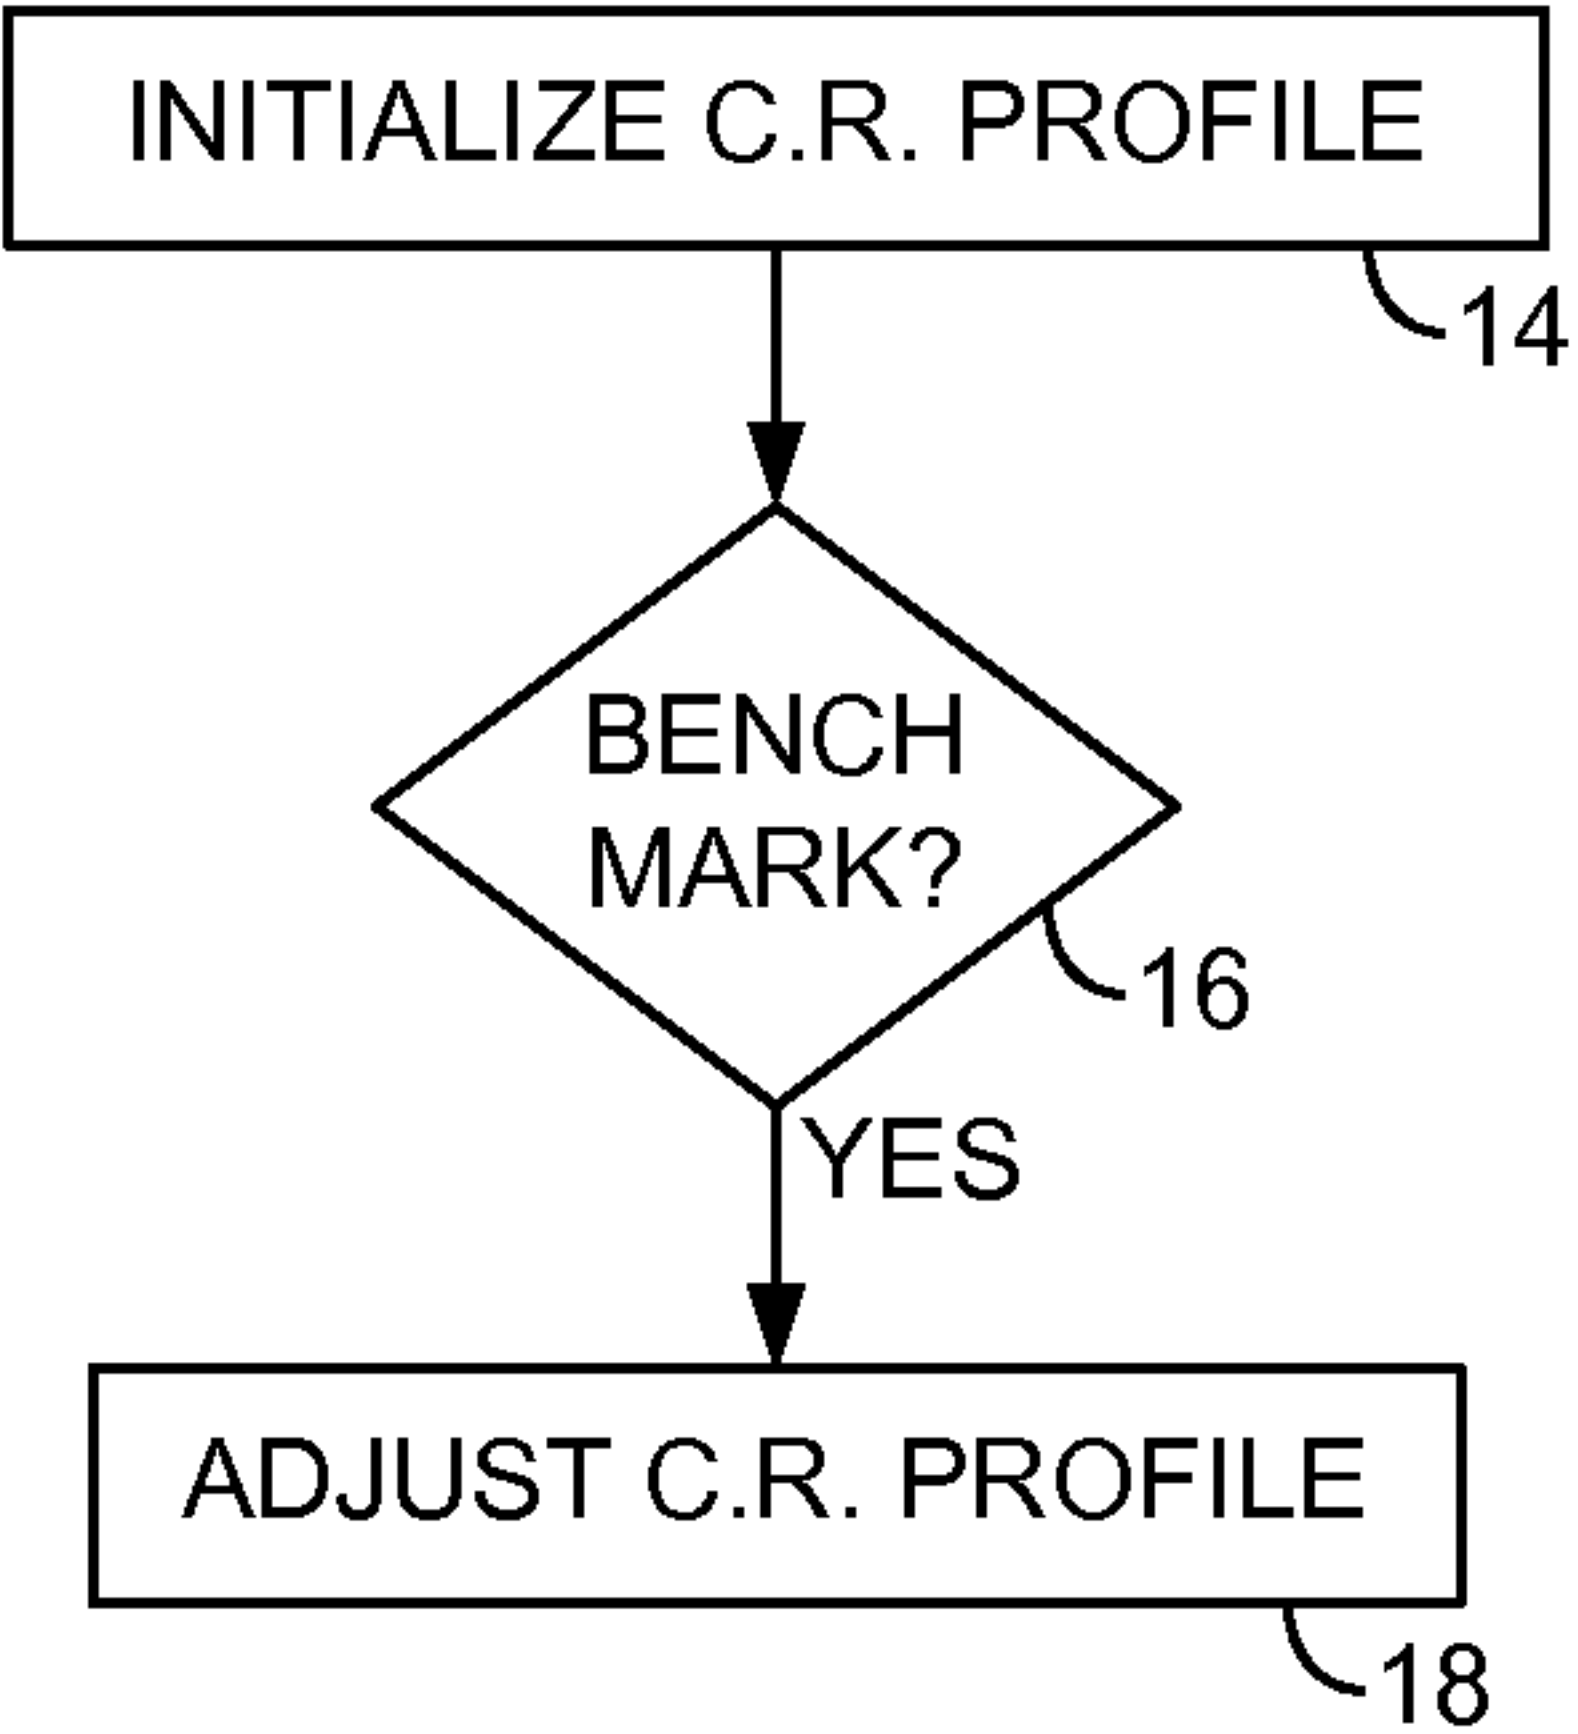 INITIALIZE C.R. PROFILE
14
BENCH
MARK?
16
YES
ADJUST C.R. PROFILE
18